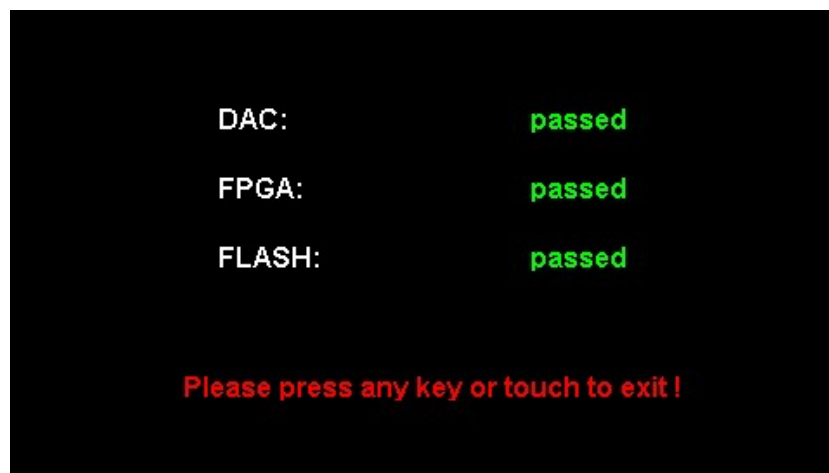 DAC: passed
FPGA: passed
FLASH: passed
Please press any key or touch to exit !